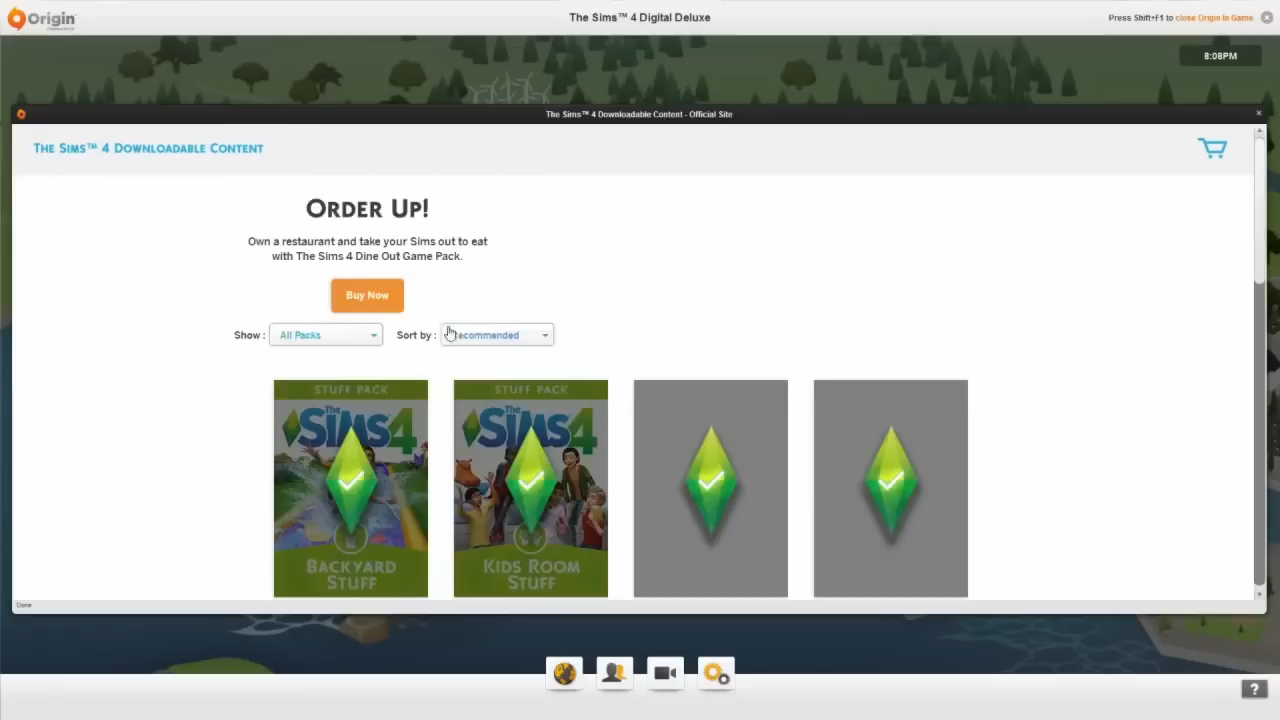 Origin
The Sims™ 4 Digital Deluxe
Press Shift+F1 to close Origin In Game
8:08PM
The Sims™ 4 Downloadable Content - Official Site
The Sims™ 4 Downloadable Content
Order Up!
Own a restaurant and take your Sims out to eat
with The Sims 4 Dine Out Game Pack.
Buy Now
Show : All Packs Sort by : Recommended
STUFF PACK
The Sims 4
Backyard
Stuff
STUFF PACK
The Sims 4
Kids Room
Stuff
Done
?